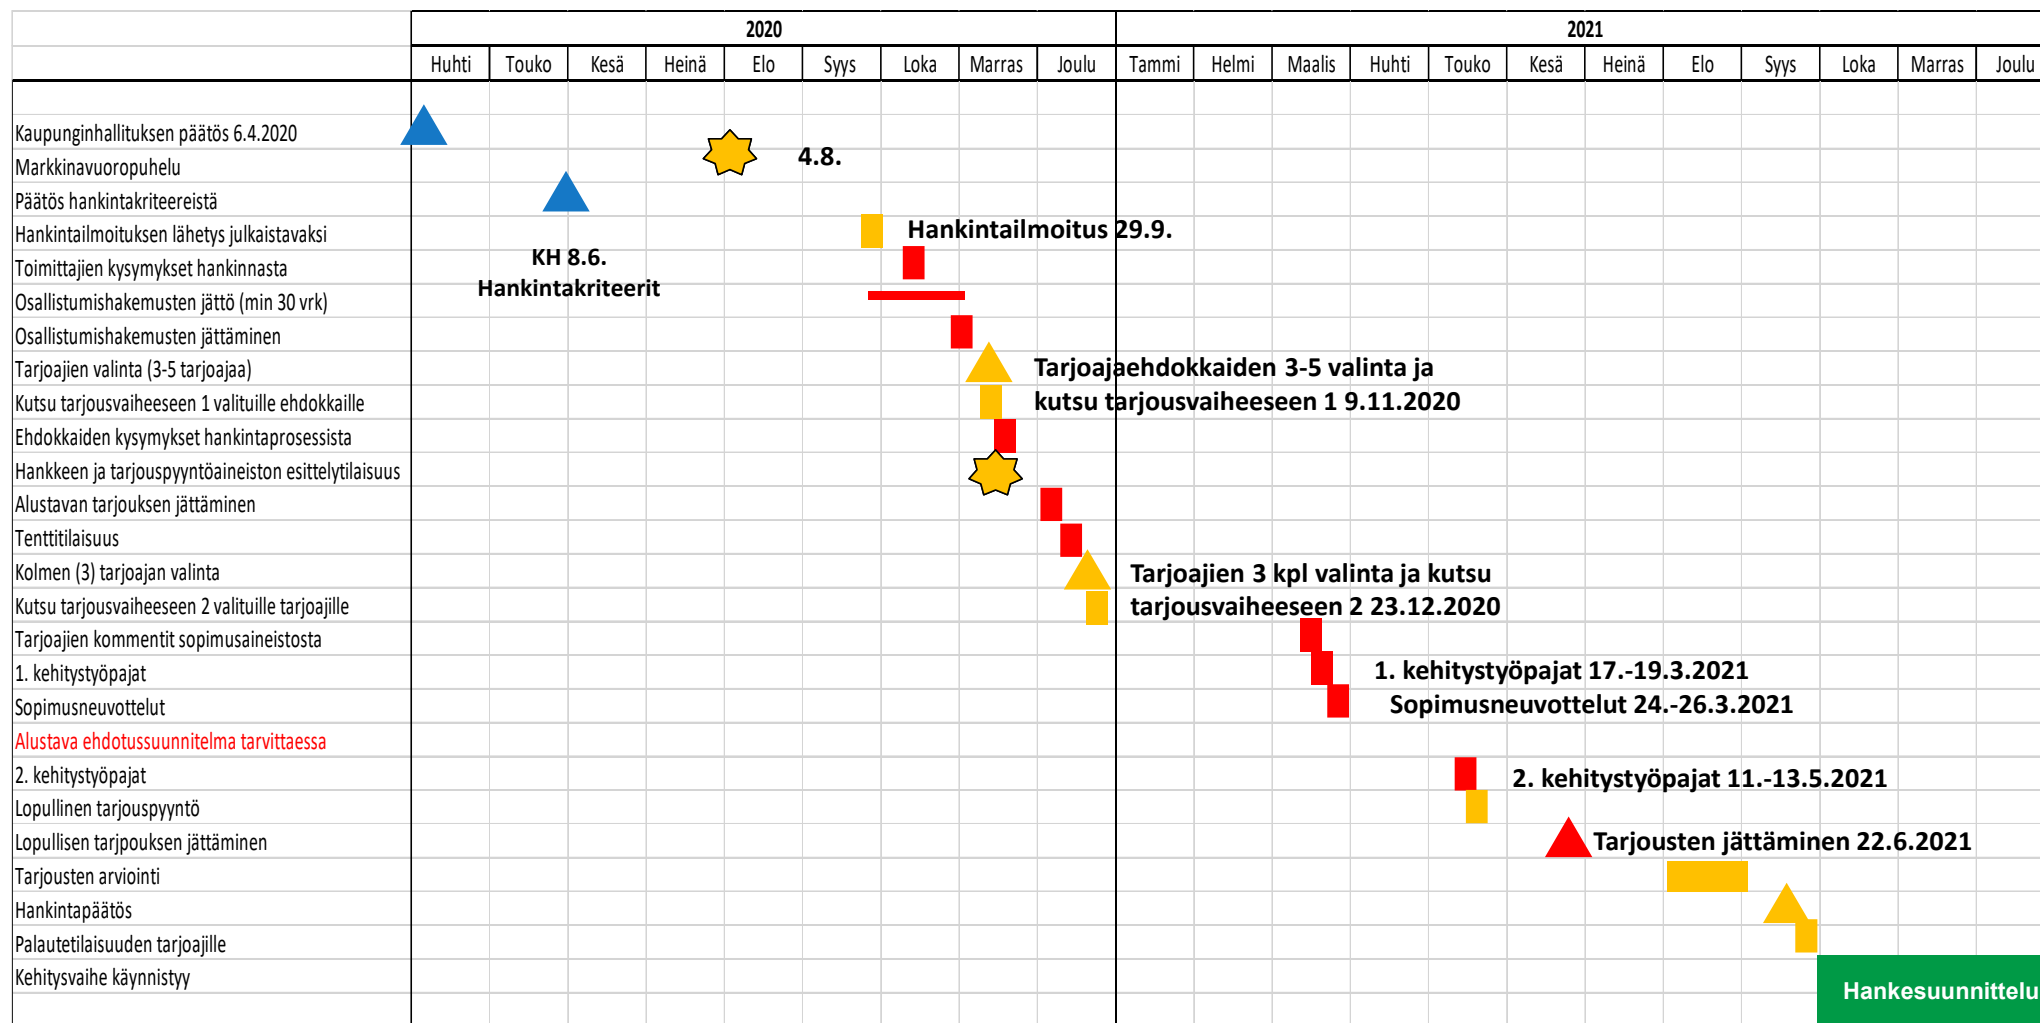 2020 2021
Huhti Touko Kesä Heinä Elo Syys Loka Marras Joulu Tammi Helmi Maalis Huhti Touko Kesä Heinä Elo Syys Loka Marras Joulu
Kaupunginhallituksen päätös 6.4.2020
4.8.
Markkinavuoropuhelu
Päätös hankintakriteereistä
Hankintailmoituksen lähetys julkaistavaksi
Hankintailmoitus 29.9.
KH 8.6.
Hankintakriteerit
Toimittajien kysymykset hankinnasta
Osallistumishakemusten jättö (min 30 vrk)
Osallistumishakemusten jättäminen
Tarjoajien valinta (3-5 tarjoajaa)
Tarjoajaehdokkaiden 3-5 valinta ja
kutsu tarjousvaiheeseen 1 9.11.2020
Kutsu tarjousvaiheeseen 1 valituille ehdokkaille
Ehdokkaiden kysymykset hankintaprosessista
Hankkeen ja tarjouspyyntöaineiston esittelytilaisuus
Alustavan tarjouksen jättäminen
Tenttitilaisuus
Kolmen (3) tarjoajan valinta
Tarjoajien 3 kpl valinta ja kutsu
tarjousvaiheeseen 2 23.12.2020
Kutsu tarjousvaiheeseen 2 valituille tarjoajille
Tarjoajien kommentit sopimusaineistosta
1. kehitystyöpajat
1. kehitystyöpajat 17.-19.3.2021
Sopimusneuvottelut
Sopimusneuvottelut 24.-26.3.2021
Alustava ehdotussuunnitelma tarvittaessa
2. kehitystyöpajat
2. kehitystyöpajat 11.-13.5.2021
Lopullinen tarjouspyyntö
Lopullisen tarjpouksen jättäminen
Tarjousten jättäminen 22.6.2021
Tarjousten arviointi
Hankintapäätös
Palautetilaisuuden tarjoajille
Kehitysvaihe käynnistyy
Hankesuunnittelu